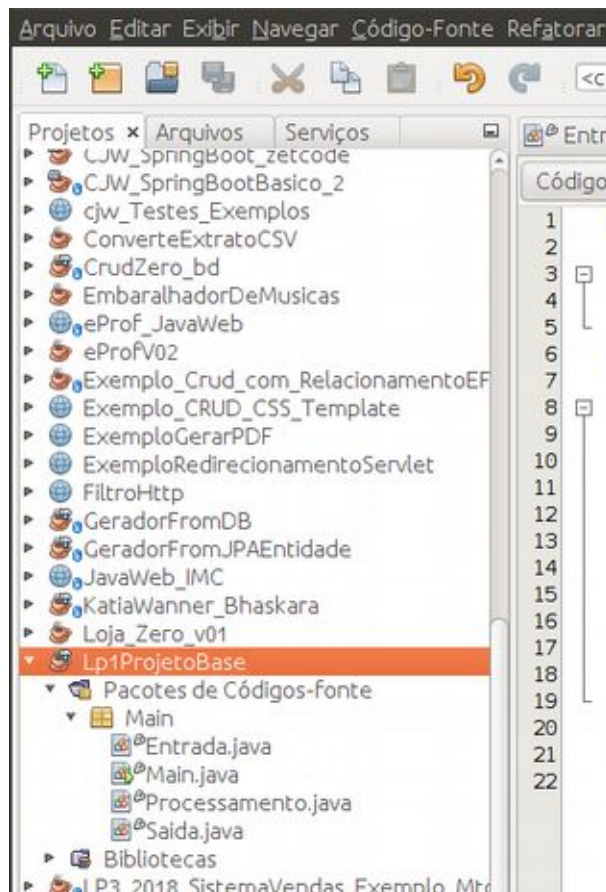 Arquivo Editar Exibir Navegar Código-Fonte Refatorar
<c
Projetos × Arquivos Serviços
Entr
CJW_SpringBoot_zetcode
CJW_SpringBootBasico_2
cjw_Testes_Exemplos
ConverteExtratoCSV
CrudZero_bd
EmbaralhadorDeMusicas
eProf_JavaWeb
eProfV02
Exemplo_Crud_com_RelacionamentoEF
Exemplo_CRUD_CSS_Template
ExemploGerarPDF
ExemploRedirecionamentoServlet
FiltroHttp
GeradorFromDB
GeradorFromJPAEntidade
JavaWeb_IMC
KatiaWanner_Bhaskara
Loja_Zero_v01
Lp1ProjetoBase
Pacotes de Códigos-fonte
Main
Entrada.java
Main.java
Processamento.java
Saida.java
Bibliotecas
LP3_2018_SistemaVendas_Exemplo_Mt
Código
1
2
3
4
5
6
7
8
9
10
11
12
13
14
15
16
17
18
19
20
21
22